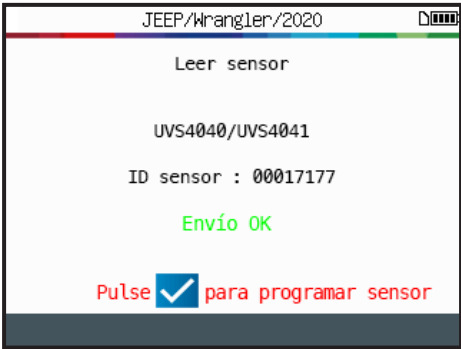 JEEP/Wrangler/2020
Leer sensor
UVS4040/UVS4041
ID sensor : 00017177
Envío OK
Pulse para programar sensor